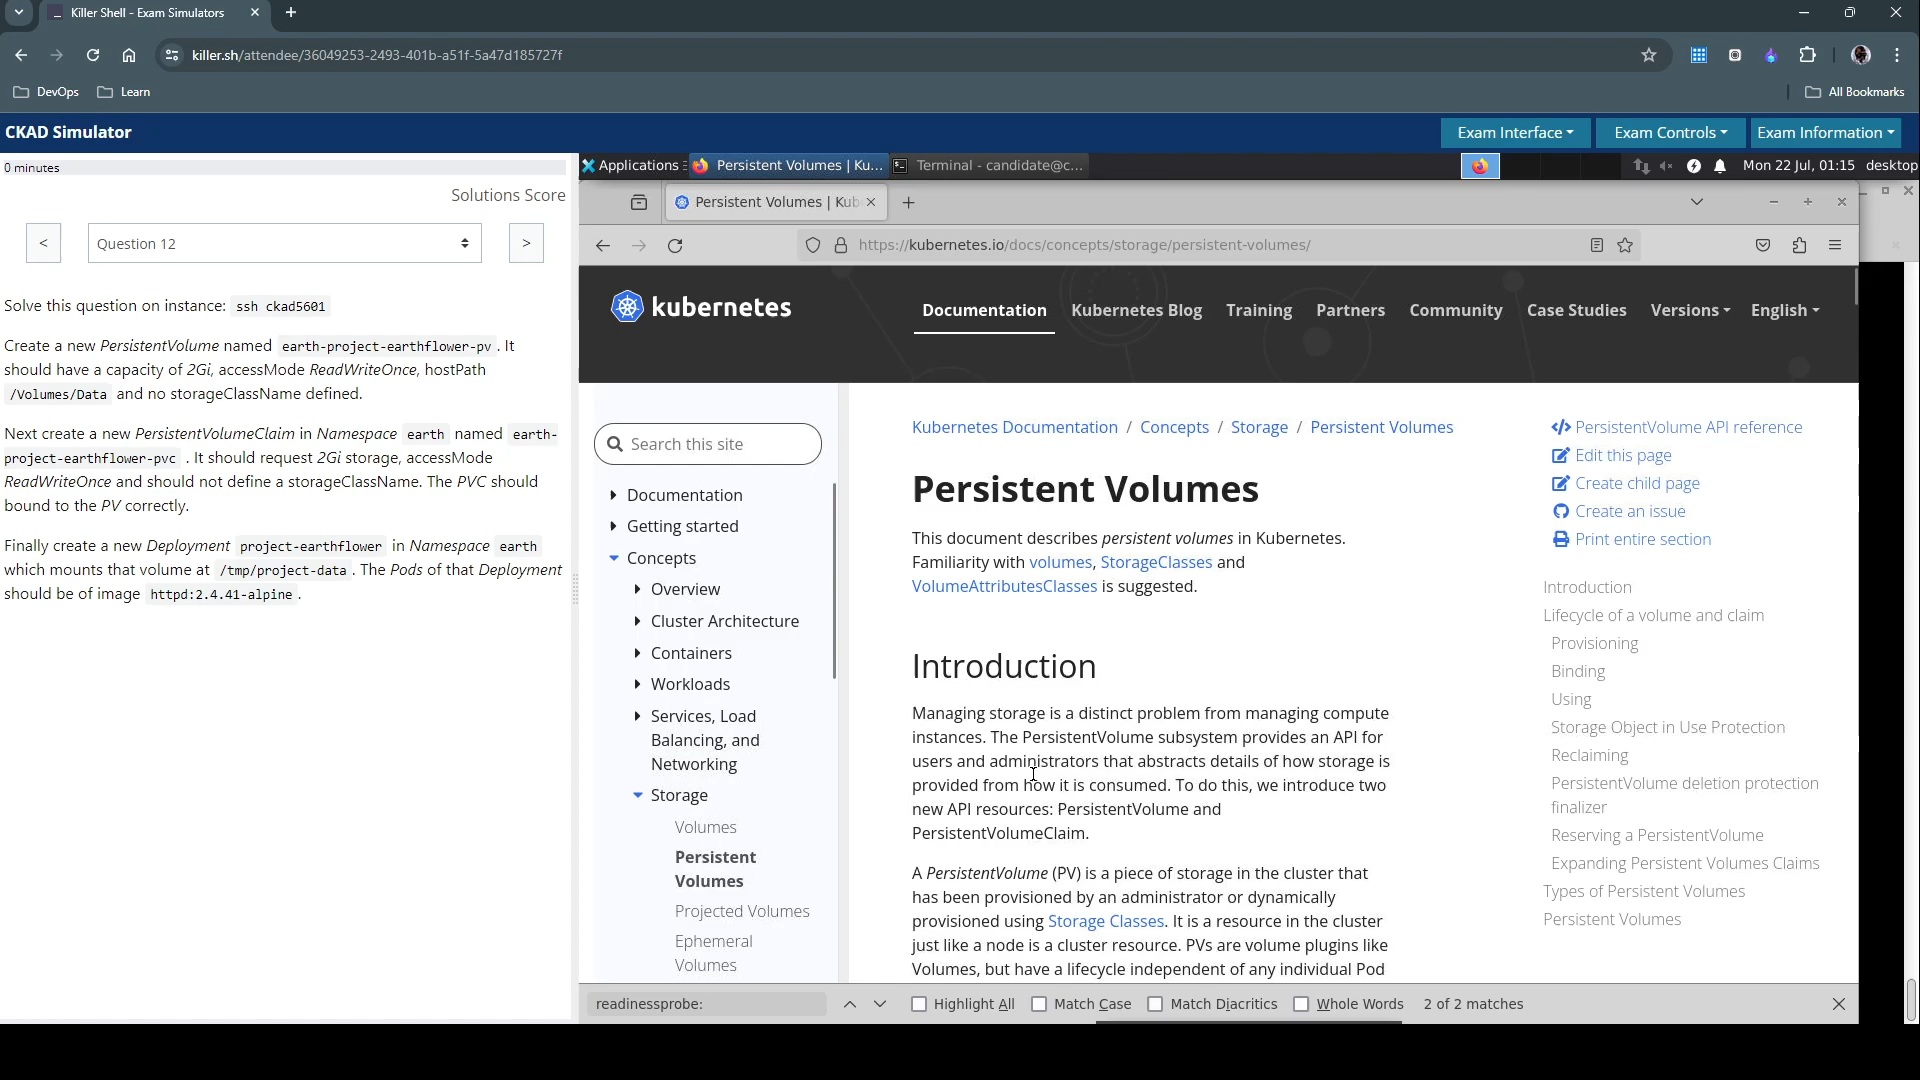 Killer Shell - Exam Simulators
killer.sh/attendee/36049253-2493-401b-a51f-5a47d185727f
DevOps
Learn
All Bookmarks
CKAD Simulator
Exam Interface
Exam Controls
Exam Information
0 minutes
Solutions Score
<
Question 12
>
Solve this question on instance: ssh ckad5601
Create a new PersistentVolume named earth-project-earthflower-pv . It
should have a capacity of 2Gi, accessMode ReadWriteOnce, hostPath
/Volumes/Data and no storageClassName defined.
Next create a new PersistentVolumeClaim in Namespace earth named earth-
project-earthflower-pvc . It should request 2Gi storage, accessMode
ReadWriteOnce and should not define a storageClassName. The PVC should
bound to the PV correctly.
Finally create a new Deployment project-earthflower in Namespace earth
which mounts that volume at /tmp/project-data . The Pods of that Deployment
should be of image httpd:2.4.41-alpine .
Applications
Persistent Volumes | Ku...
Terminal - candidate@c...
Mon 22 Jul, 01:15 desktop
Persistent Volumes | Kub
https://kubernetes.io/docs/concepts/storage/persistent-volumes/
kubernetes
Documentation
Kubernetes Blog
Training
Partners
Community
Case Studies
Versions
English
Search this site
Documentation
Getting started
Concepts
Overview
Cluster Architecture
Containers
Workloads
Services, Load
Balancing, and
Networking
Storage
Volumes
Persistent
Volumes
Projected Volumes
Ephemeral
Volumes
Kubernetes Documentation / Concepts / Storage / Persistent Volumes
Persistent Volumes
This document describes persistent volumes in Kubernetes.
Familiarity with volumes, StorageClasses and
VolumeAttributesClasses is suggested.
Introduction
Managing storage is a distinct problem from managing compute
instances. The PersistentVolume subsystem provides an API for
users and administrators that abstracts details of how storage is
provided from how it is consumed. To do this, we introduce two
new API resources: PersistentVolume and
PersistentVolumeClaim.
A PersistentVolume (PV) is a piece of storage in the cluster that
has been provisioned by an administrator or dynamically
provisioned using Storage Classes. It is a resource in the cluster
just like a node is a cluster resource. PVs are volume plugins like
Volumes, but have a lifecycle independent of any individual Pod
PersistentVolume API reference
Edit this page
Create child page
Create an issue
Print entire section
Introduction
Lifecycle of a volume and claim
Provisioning
Binding
Using
Storage Object in Use Protection
Reclaiming
PersistentVolume deletion protection
finalizer
Reserving a PersistentVolume
Expanding Persistent Volumes Claims
Types of Persistent Volumes
Persistent Volumes
readinessprobe:
Highlight All
Match Case
Match Diacritics
Whole Words
2 of 2 matches